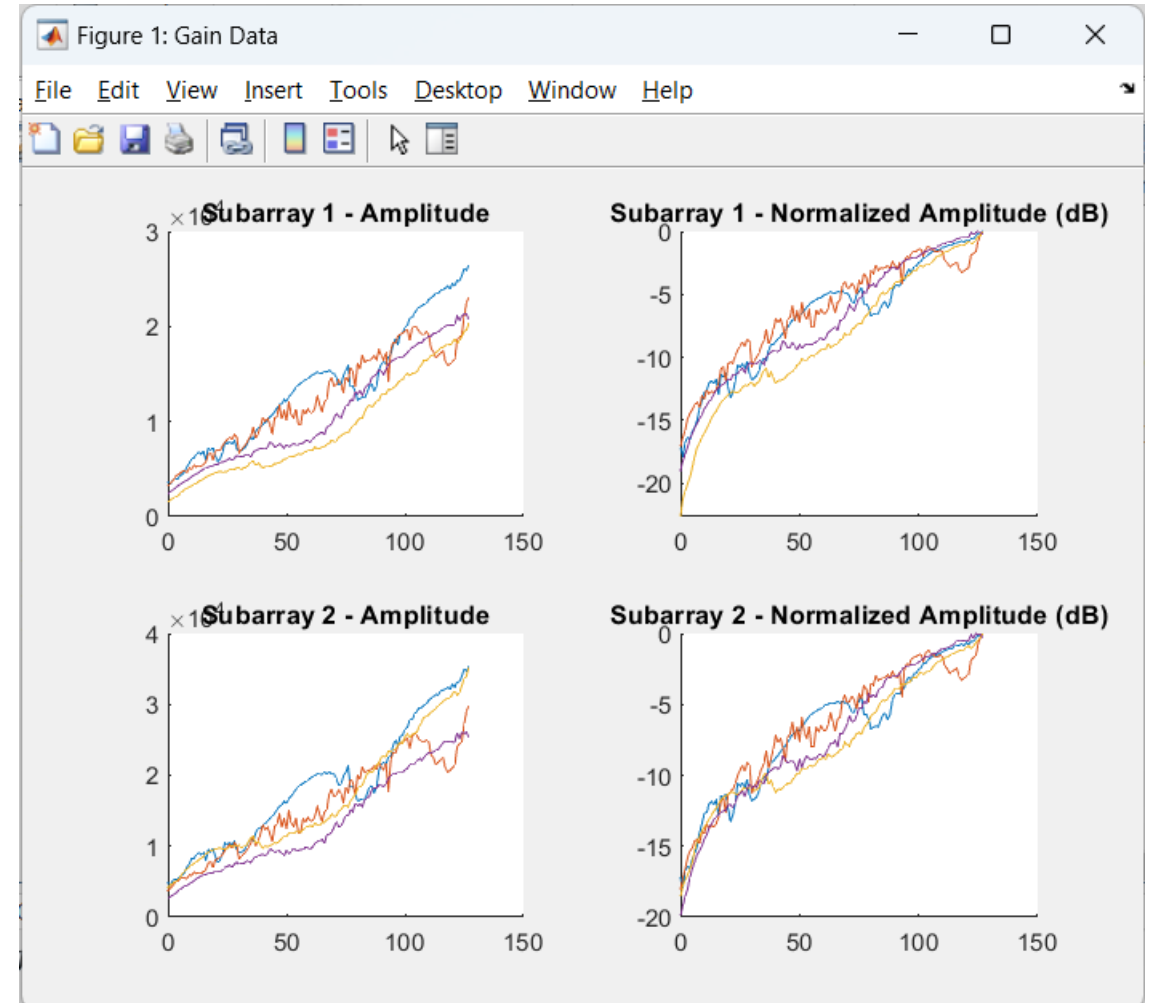 Figure 1: Gain Data
File Edit View Insert Tools Desktop Window Help
Subarray 1 - Amplitude
Subarray 1 - Normalized Amplitude (dB)
3
2
1
0
0 50 100 150
0
-5
-10
-15
-20
0 50 100 150
Subarray 2 - Amplitude
Subarray 2 - Normalized Amplitude (dB)
4
3
2
1
0
0 50 100 150
0
-5
-10
-15
-20
0 50 100 150